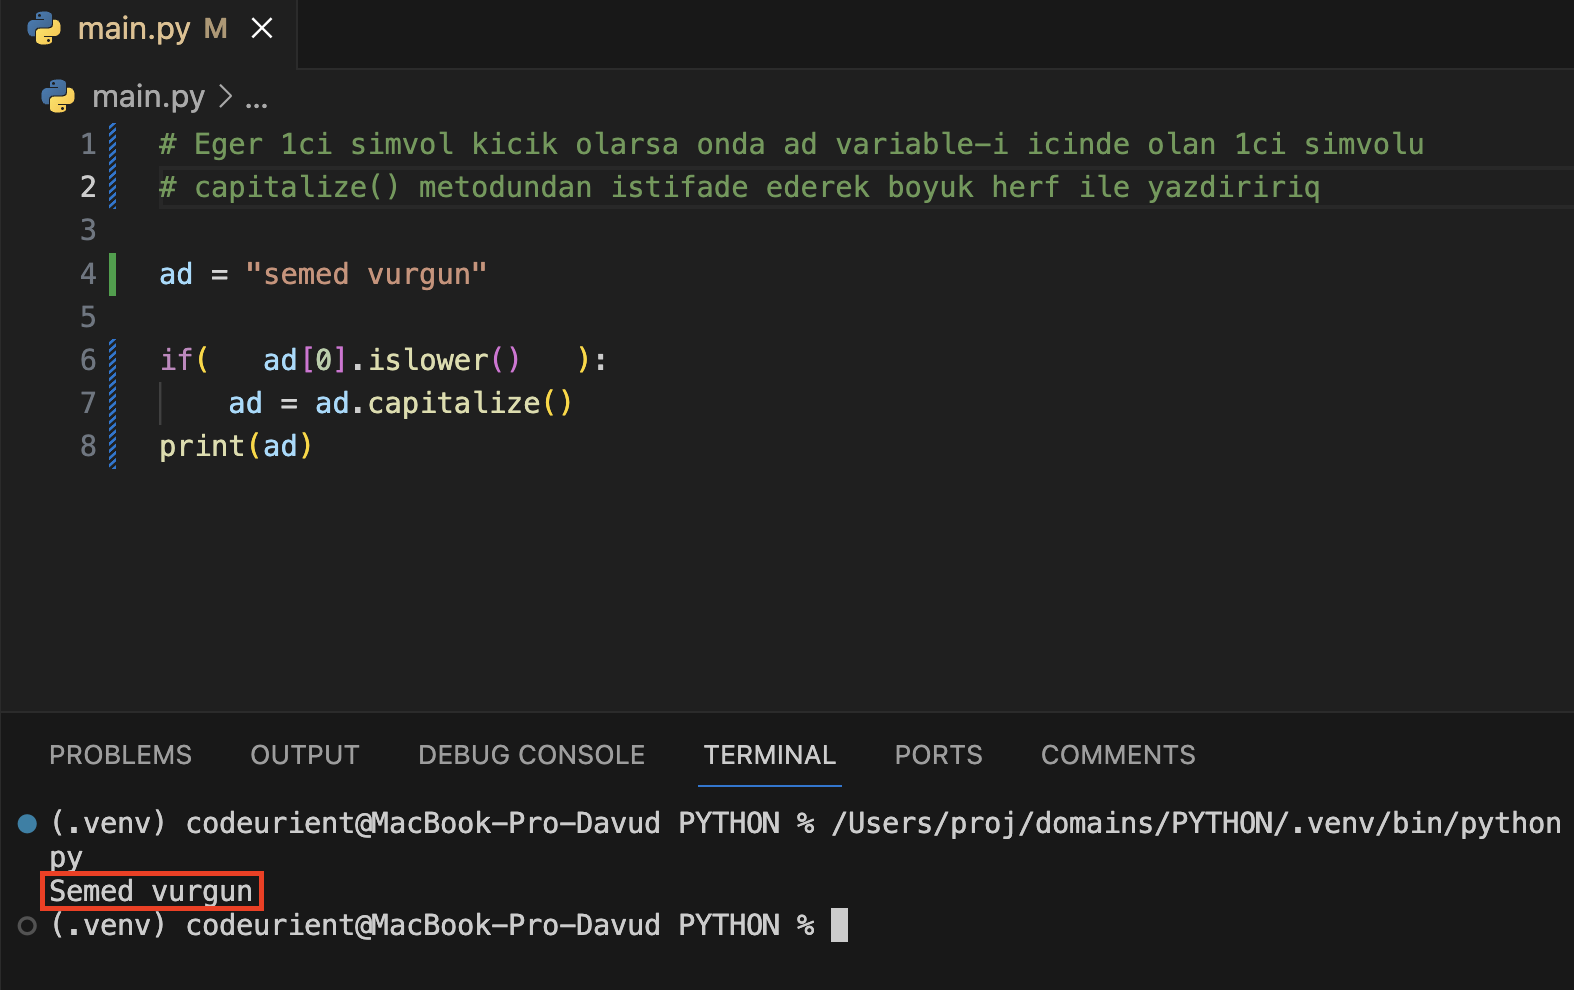 main.py M
main.py > ...
1 # Eger 1ci simvol kicik olarsa onda ad variable-i icinde olan 1ci simvolu
2 # capitalize() metodundan istifade ederek boyuk herf ile yazdiririq
3
4 ad = "semed vurgun"
5
6 if(   ad[0].islower()   ):
7     ad = ad.capitalize()
8 print(ad)
PROBLEMS OUTPUT DEBUG CONSOLE TERMINAL PORTS COMMENTS
(.venv) codeurient@MacBook-Pro-Davud PYTHON % /Users/proj/domains/PYTHON/.venv/bin/python
py
Semed vurgun
(.venv) codeurient@MacBook-Pro-Davud PYTHON %